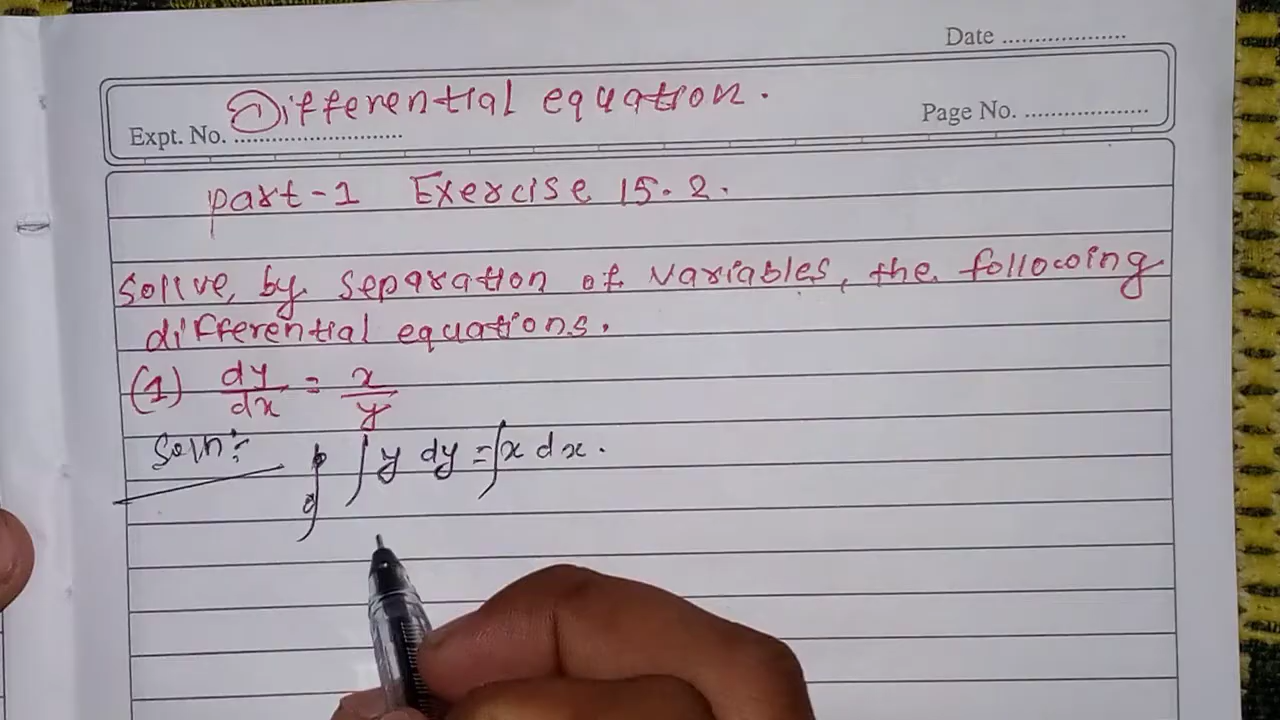 Date ...................
Differential equation.
Expt. No. ........................
Page No. ..................
part-1 Exercise 15.2.
Sollve, by. separation of variables, the following
differential equations.
(1) dy/dx = x/y
Soln:-
∫ y dy = ∫ x dx.